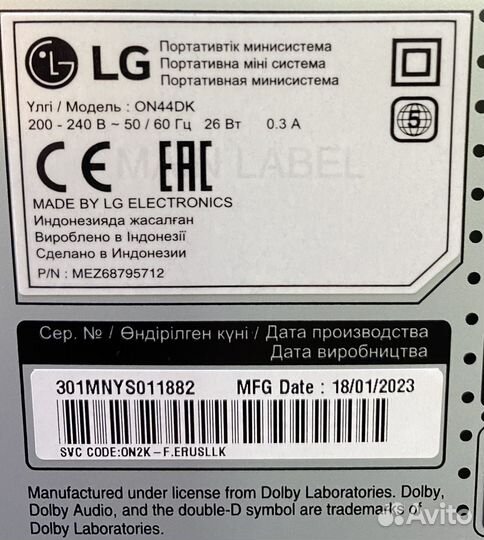 LG
Портативтік минисистема
Портативна міні система
Портативная минисистема
Үлгі / Модель : ON44DK
200 - 240 В ~ 50 / 60 Гц 26 Вт 0.3 A
5
MAIN LABEL
CE EAC
MADE BY LG ELECTRONICS
Индонезияда жасалған
Вироблено в Індонезії
Сделано в Индонезии
P/N : MEZ68795712
Сер. № / Өндірілген күні / Дата производства
Дата виробництва
301MNYS011882 MFG Date : 18/01/2023
SVC CODE:ON2K-F.ERUSLLK
Manufactured under license from Dolby Laboratories. Dolby,
Dolby Audio, and the double-D symbol are trademarks of
Dolby Laboratories.
Avito